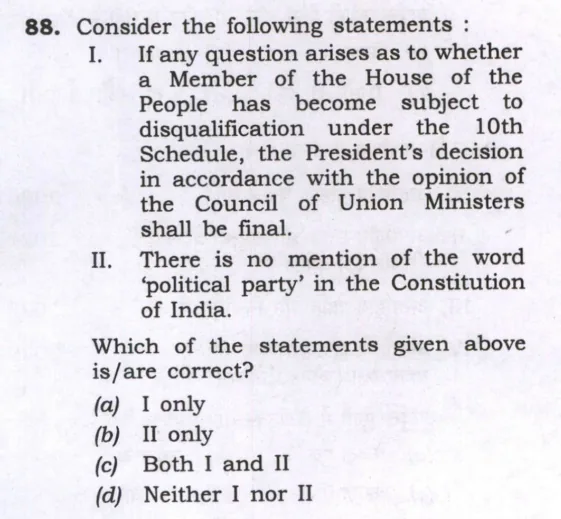 88. Consider the following statements :
I. If any question arises as to whether
a Member of the House of the
People has become subject to
disqualification under the 10th
Schedule, the President's decision
in accordance with the opinion of
the Council of Union Ministers
shall be final.
II. There is no mention of the word
'political party' in the Constitution
of India.
Which of the statements given above
is/are correct?
(a) I only
(b) II only
(c) Both I and II
(d) Neither I nor II